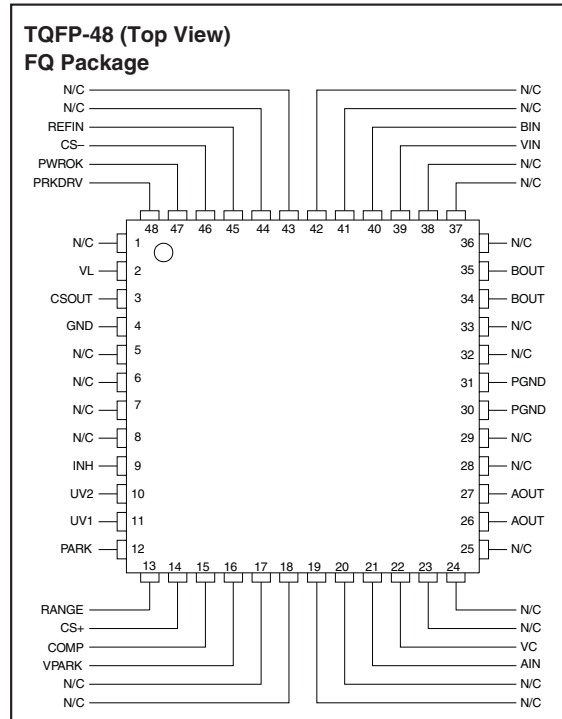 TQFP-48 (Top View)
FQ Package
N/C
N/C
REFIN
CS–
PWROK
PRKDRV
N/C
N/C
BIN
VIN
N/C
N/C
48 47 46 45 44 43 42 41 40 39 38 37
N/C 1
VL 2
CSOUT 3
GND 4
N/C 5
N/C 6
N/C 7
N/C 8
INH 9
UV2 10
UV1 11
PARK 12
36 N/C
35 BOUT
34 BOUT
33 N/C
32 N/C
31 PGND
30 PGND
29 N/C
28 N/C
27 AOUT
26 AOUT
25 N/C
13 14 15 16 17 18 19 20 21 22 23 24
RANGE
CS+
COMP
VPARK
N/C
N/C
N/C
N/C
VC
AIN
N/C
N/C